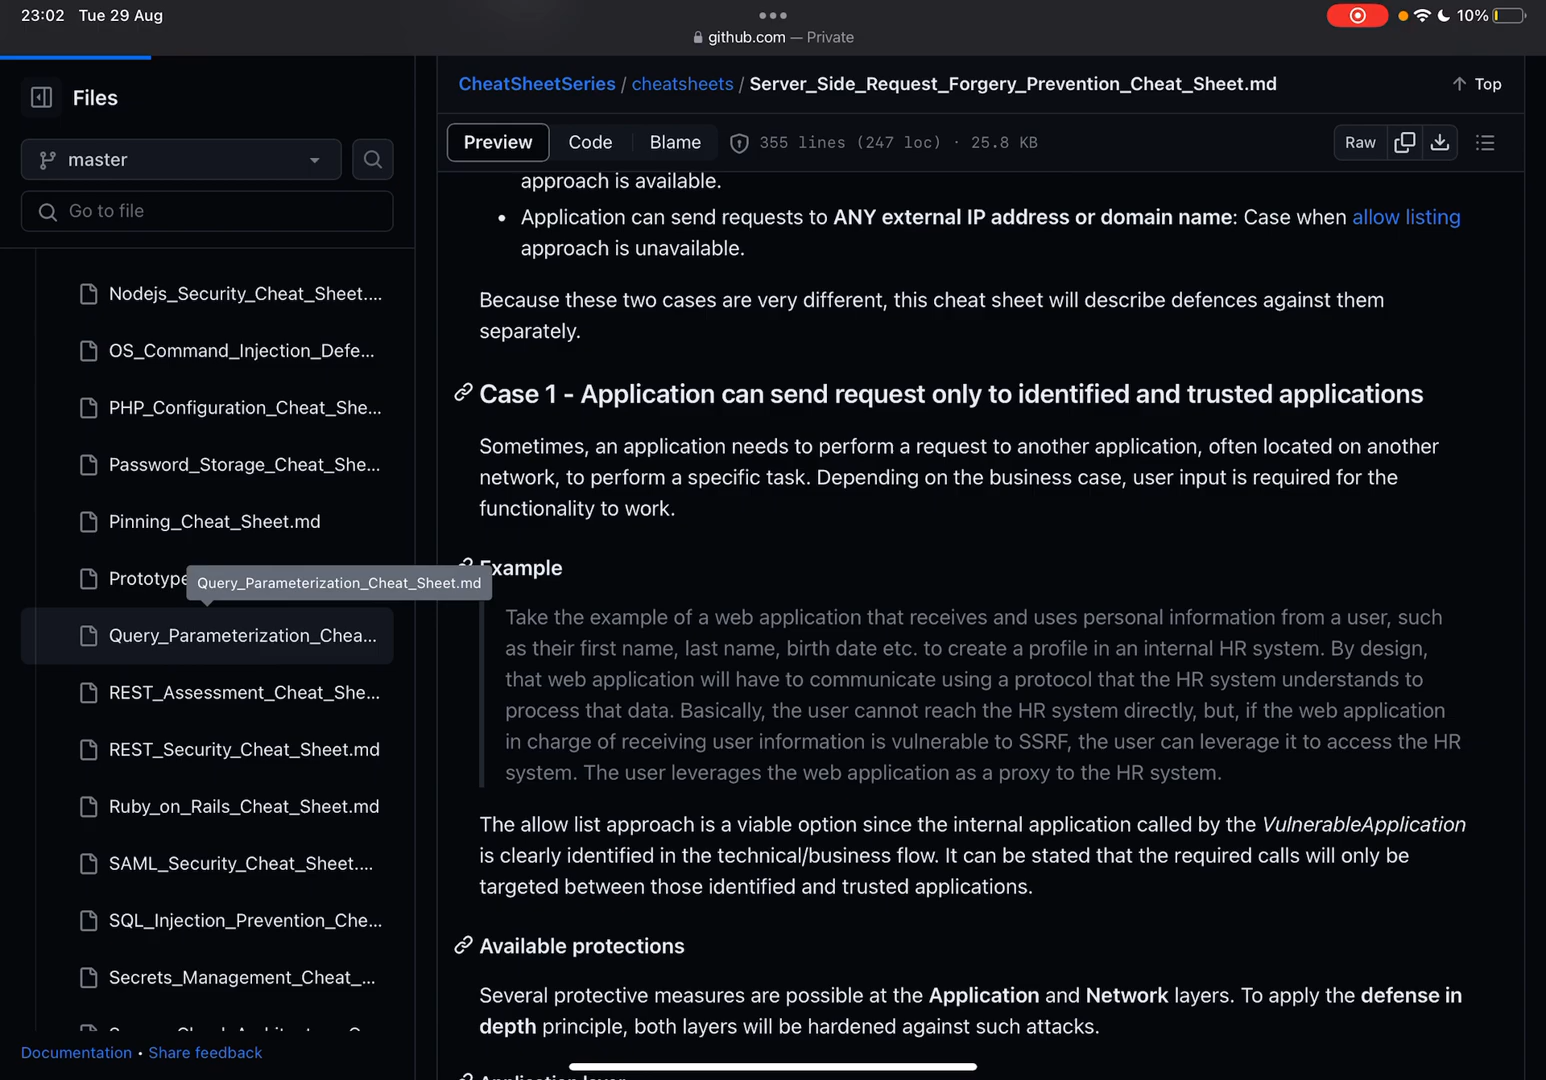 23:02 Tue 29 Aug
10%
github.com — Private
Files
master
Go to file
Nodejs_Security_Cheat_Sheet....
OS_Command_Injection_Defe...
PHP_Configuration_Cheat_She...
Password_Storage_Cheat_She...
Pinning_Cheat_Sheet.md
Prototype
Query_Parameterization_Cheat_Sheet.md
Query_Parameterization_Chea...
REST_Assessment_Cheat_She...
REST_Security_Cheat_Sheet.md
Ruby_on_Rails_Cheat_Sheet.md
SAML_Security_Cheat_Sheet....
SQL_Injection_Prevention_Che...
Secrets_Management_Cheat_...
Documentation • Share feedback
CheatSheetSeries / cheatsheets / Server_Side_Request_Forgery_Prevention_Cheat_Sheet.md
Top
Preview Code Blame 355 lines (247 loc) · 25.8 KB
Raw
approach is available.
• Application can send requests to ANY external IP address or domain name: Case when allow listing
approach is unavailable.
Because these two cases are very different, this cheat sheet will describe defences against them
separately.
Case 1 - Application can send request only to identified and trusted applications
Sometimes, an application needs to perform a request to another application, often located on another
network, to perform a specific task. Depending on the business case, user input is required for the
functionality to work.
Example
Take the example of a web application that receives and uses personal information from a user, such
as their first name, last name, birth date etc. to create a profile in an internal HR system. By design,
that web application will have to communicate using a protocol that the HR system understands to
process that data. Basically, the user cannot reach the HR system directly, but, if the web application
in charge of receiving user information is vulnerable to SSRF, the user can leverage it to access the HR
system. The user leverages the web application as a proxy to the HR system.
The allow list approach is a viable option since the internal application called by the VulnerableApplication
is clearly identified in the technical/business flow. It can be stated that the required calls will only be
targeted between those identified and trusted applications.
Available protections
Several protective measures are possible at the Application and Network layers. To apply the defense in
depth principle, both layers will be hardened against such attacks.